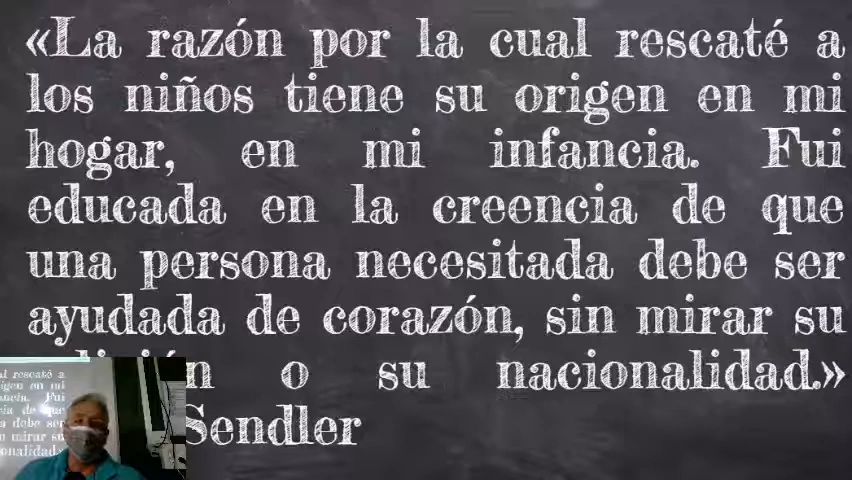 «La razón por la cual rescaté a
los niños tiene su origen en mi
hogar, en mi infancia. Fui
educada en la creencia de que
una persona necesitada debe ser
ayudada de corazón, sin mirar su
o su nacionalidad.»
Sendler